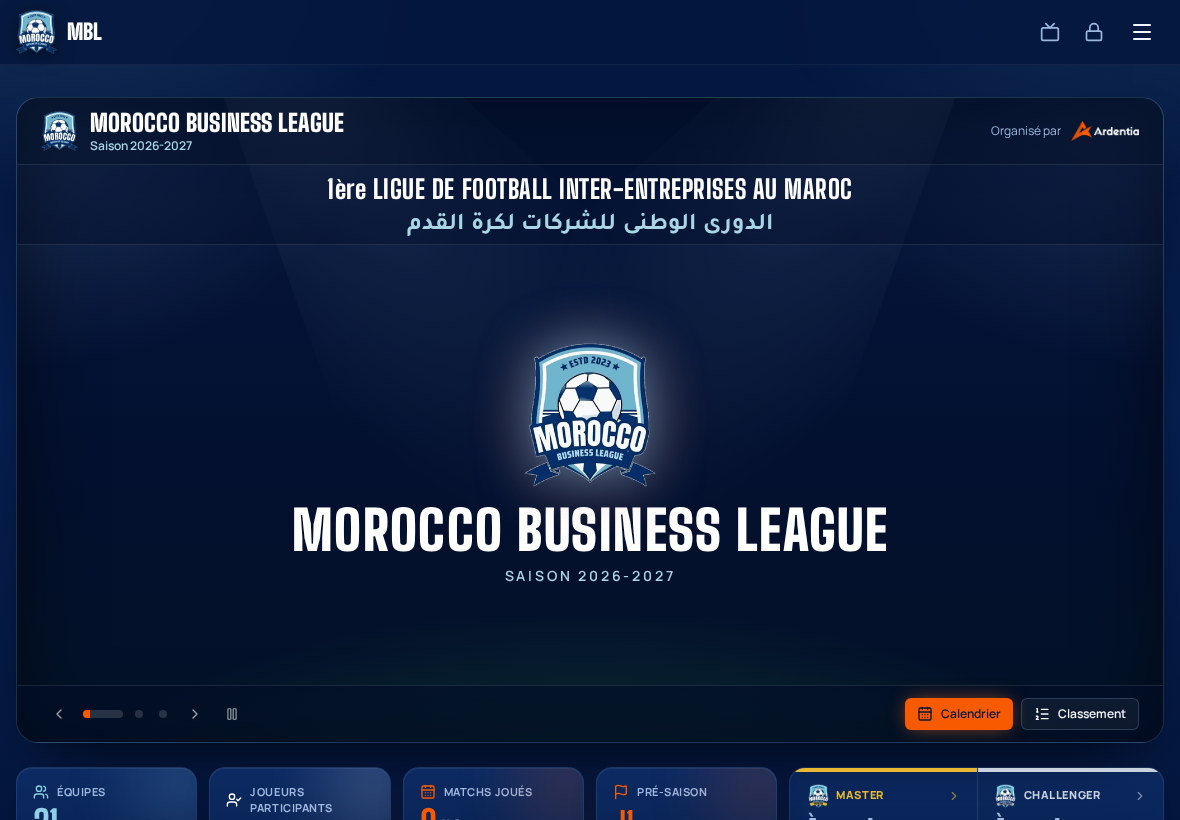 MBL
MOROCCO BUSINESS LEAGUE
Saison 2026-2027
Organisé par Ardentia
1ère LIGUE DE FOOTBALL INTER-ENTREPRISES AU MAROC
الدورى الوطنى للشركات لكرة القدم
★ ESTD 2023 ★
MOROCCO
BUSINESS LEAGUE
MOROCCO BUSINESS LEAGUE
SAISON 2026-2027
Calendrier
Classement
ÉQUIPES
JOUEURS
PARTICIPANTS
MATCHS JOUÉS
PRÉ-SAISON
MASTER
CHALLENGER